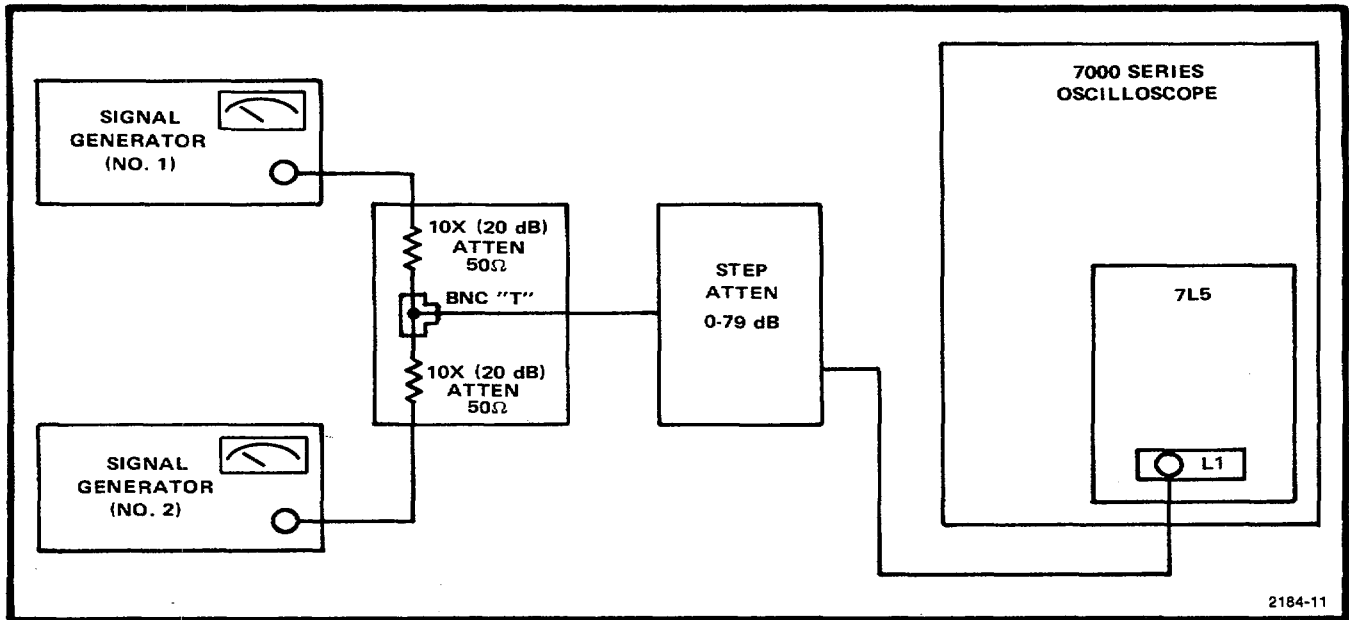 SIGNAL
GENERATOR
(NO. 1)
10X (20 dB)
ATTEN
50Ω
BNC "T"
10X (20 dB)
ATTEN
50Ω
SIGNAL
GENERATOR
(NO. 2)
STEP
ATTEN
0-79 dB
7000 SERIES
OSCILLOSCOPE
7L5
L1
2184-11